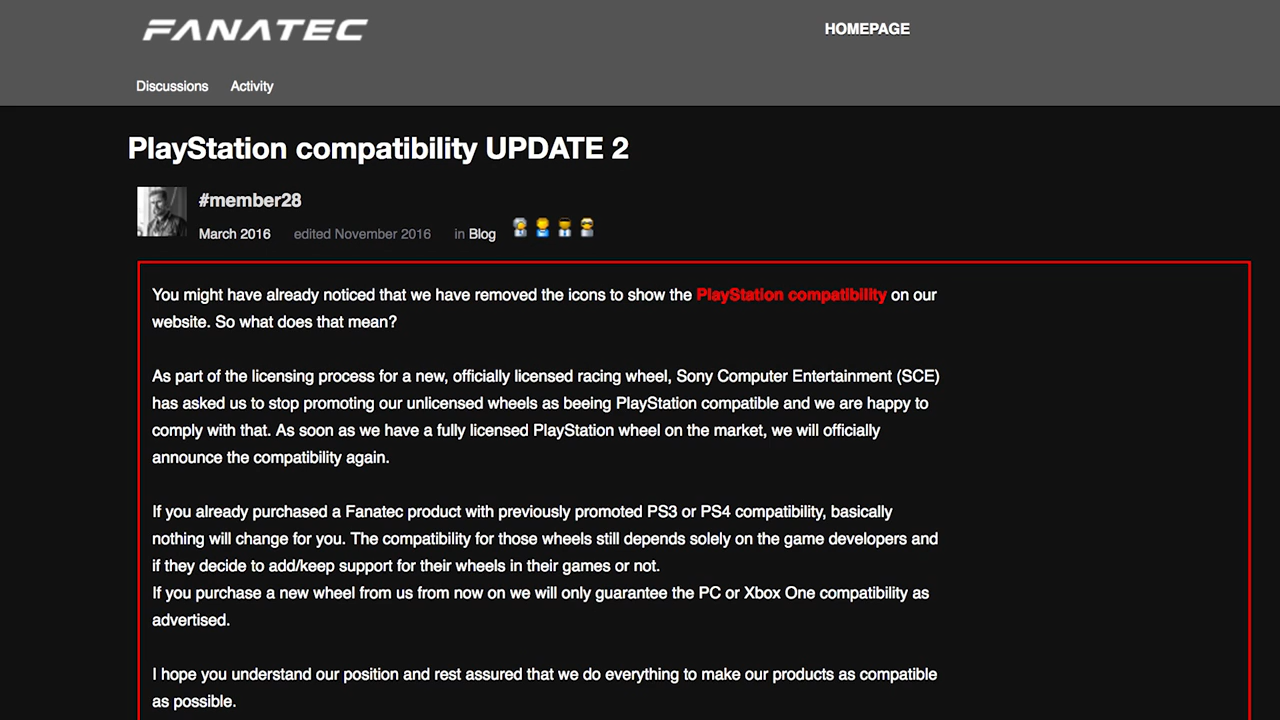 FANATEC
HOMEPAGE
Discussions Activity
PlayStation compatibility UPDATE 2
#member28
March 2016 edited November 2016 in Blog
You might have already noticed that we have removed the icons to show the PlayStation compatibility on our
website. So what does that mean?
As part of the licensing process for a new, officially licensed racing wheel, Sony Computer Entertainment (SCE)
has asked us to stop promoting our unlicensed wheels as beeing PlayStation compatible and we are happy to
comply with that. As soon as we have a fully licensed PlayStation wheel on the market, we will officially
announce the compatibility again.
If you already purchased a Fanatec product with previously promoted PS3 or PS4 compatibility, basically
nothing will change for you. The compatibility for those wheels still depends solely on the game developers and
if they decide to add/keep support for their wheels in their games or not.
If you purchase a new wheel from us from now on we will only guarantee the PC or Xbox One compatibility as
advertised.
I hope you understand our position and rest assured that we do everything to make our products as compatible
as possible.